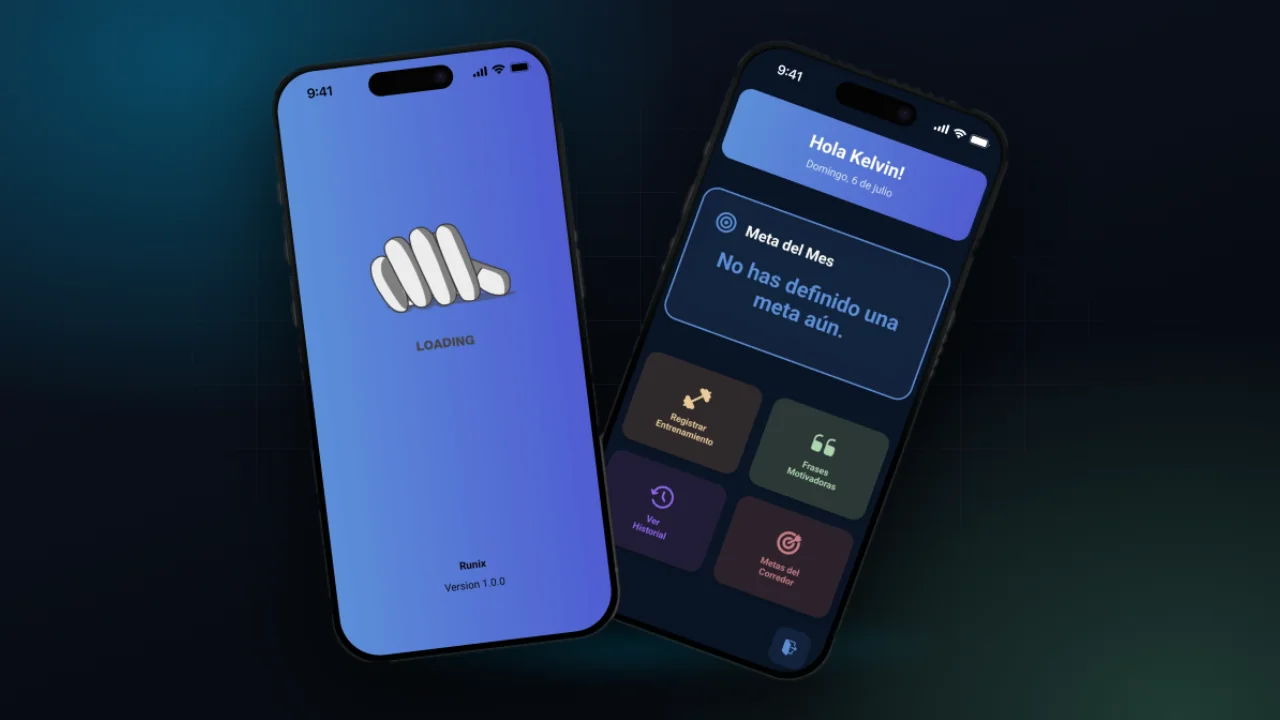 9:41
LOADING
Runix
Version 1.0.0
9:41
Hola Kelvin!
Domingo, 6 de julio
Meta del Mes
No has definido una
meta aún.
Registrar
Entrenamiento
Frases
Motivadoras
Ver
Historial
Metas del
Corredor